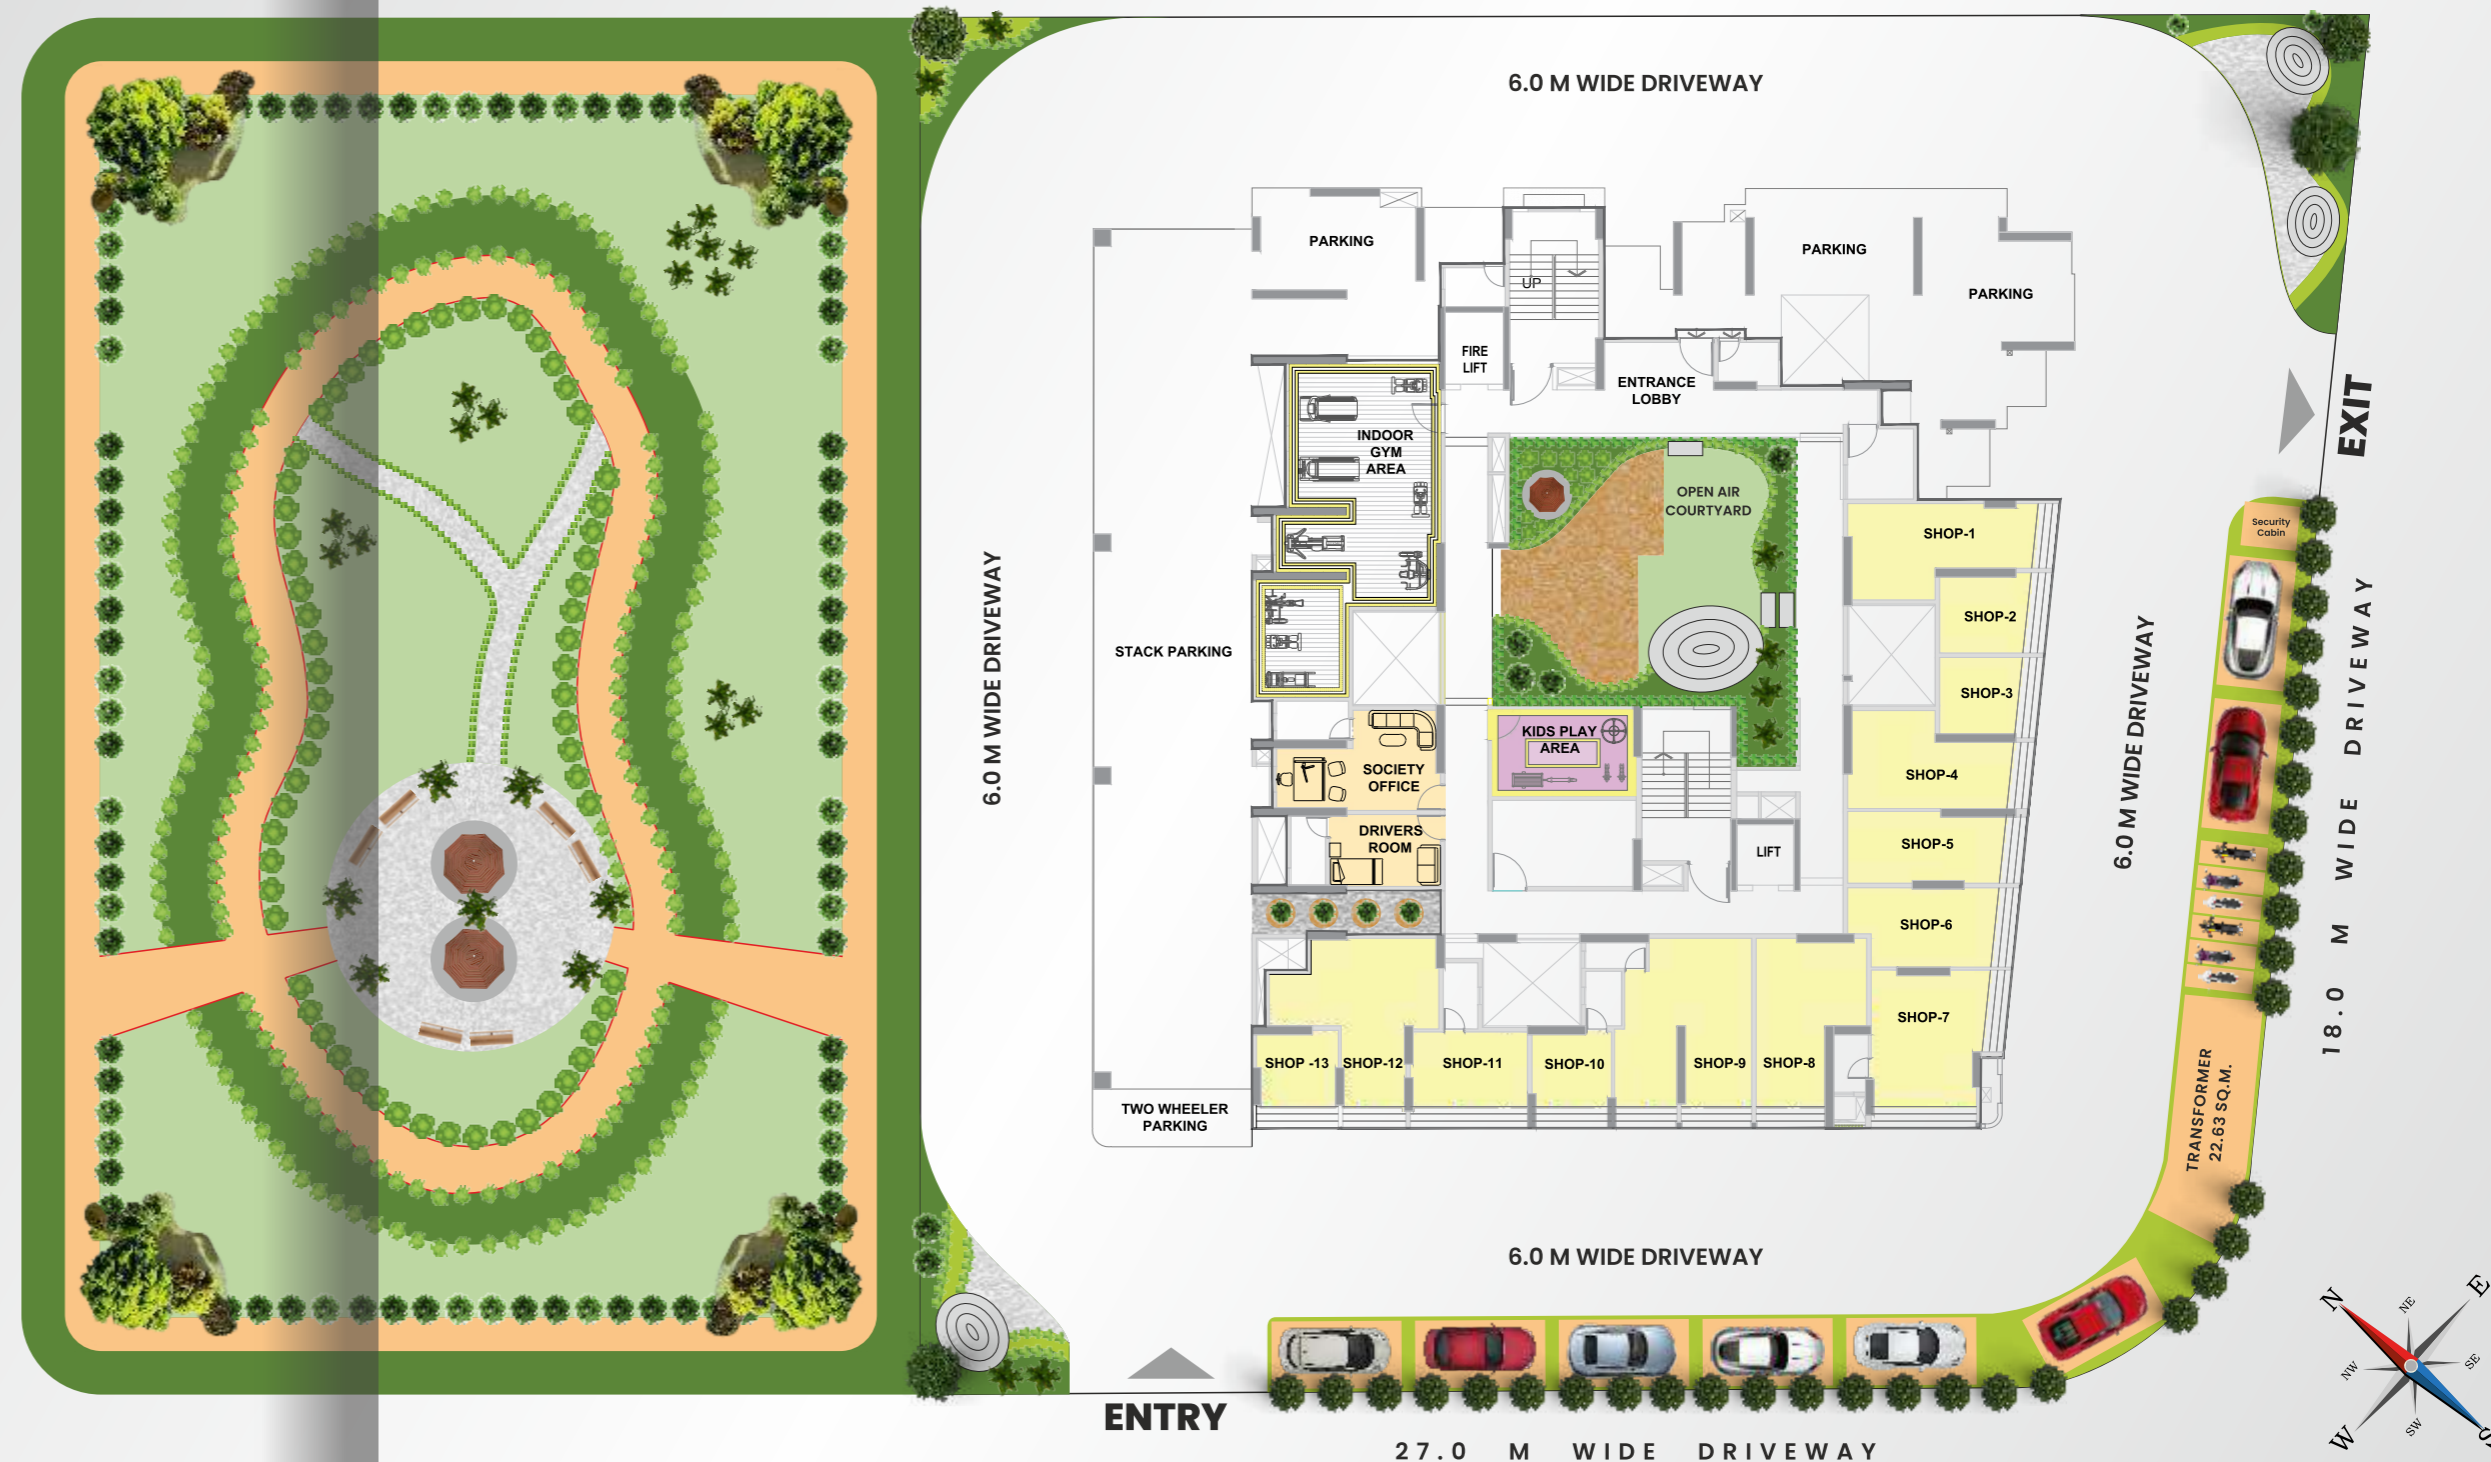 6.0 M WIDE DRIVEWAY
PARKING
UP
PARKING
PARKING
FIRE
LIFT
ENTRANCE
LOBBY
EXIT
INDOOR
GYM
AREA
OPEN AIR
COURTYARD
Security
Cabin
SHOP-1
SHOP-2
6.0 M WIDE DRIVEWAY
STACK PARKING
SHOP-3
6.0 M WIDE DRIVEWAY
18.0 M WIDE DRIVEWAY
KIDS PLAY
AREA
SOCIETY
OFFICE
SHOP-4
DRIVERS
ROOM
LIFT
SHOP-5
SHOP-6
SHOP-7
SHOP -13
SHOP-12
SHOP-11
SHOP-10
SHOP-9
SHOP-8
TWO WHEELER
PARKING
TRANSFORMER
22.63 SQ.M.
6.0 M WIDE DRIVEWAY
ENTRY
27.0 M WIDE DRIVEWAY
N
NE
E
NW
SE
W
SW
S